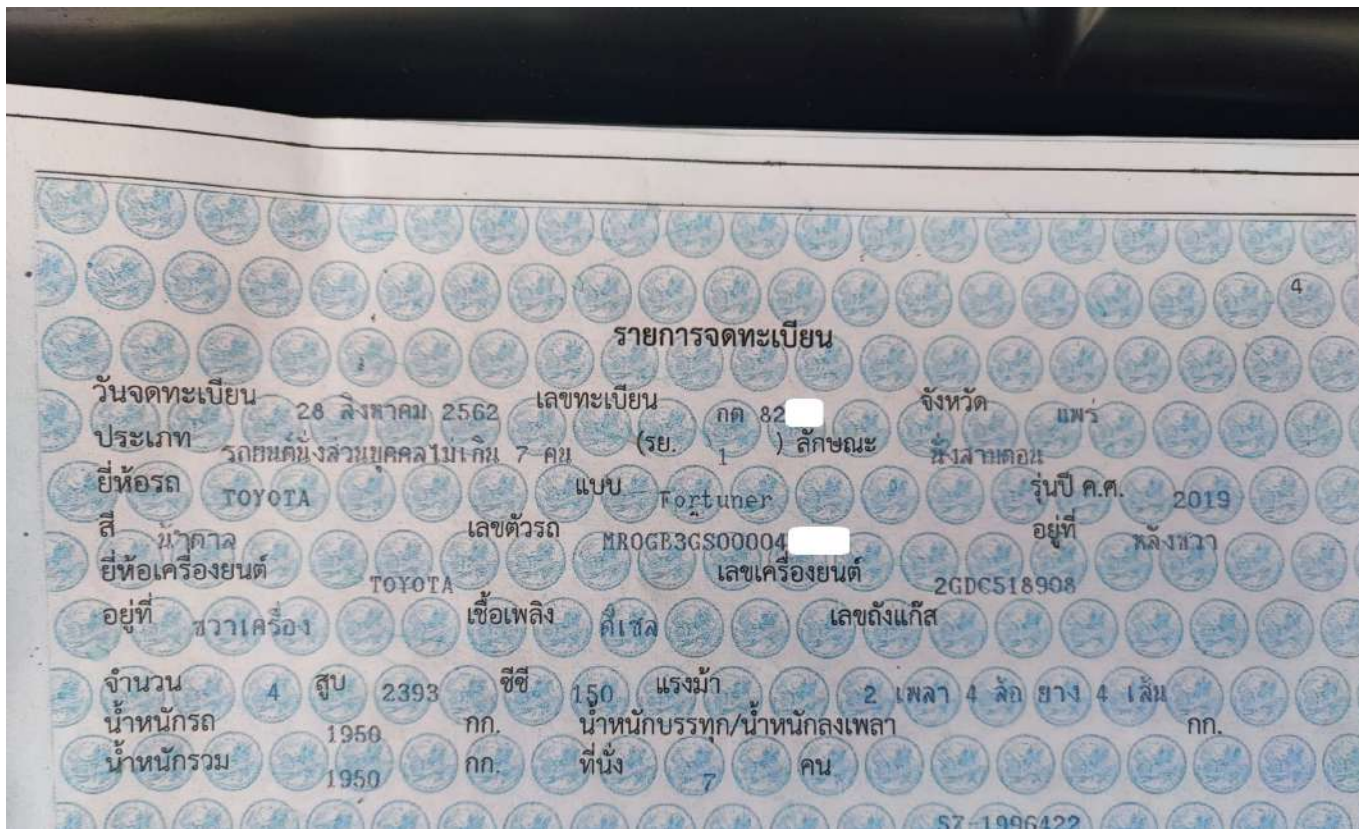 4
รายการจดทะเบียน
วันจดทะเบียน 28 สิงหาคม 2562 เลขทะเบียน กต 82 จังหวัด แพร่
ประเภท รถยนต์นั่งส่วนบุคคลไม่เกิน 7 คน (รย. 1 ) ลักษณะ นั่งสามตอน
ยี่ห้อรถ TOYOTA แบบ Fortuner รุ่นปี ค.ศ. 2019
สี น้ำตาล เลขตัวรถ MR0GB3GS00004 อยู่ที่ หลังขวา
ยี่ห้อเครื่องยนต์ TOYOTA เลขเครื่องยนต์ 2GDC518908
อยู่ที่ ขวาเครื่อง เชื้อเพลิง ดีเซล เลขถังแก๊ส
จำนวน 4 สูบ 2393 ซีซี 150 แรงม้า 2 เพลา 4 ล้อ ยาง 4 เส้น
น้ำหนักรถ 1950 กก. น้ำหนักบรรทุก/น้ำหนักลงเพลา กก.
น้ำหนักรวม 1950 กก. ที่นั่ง 7 คน
57-1996422